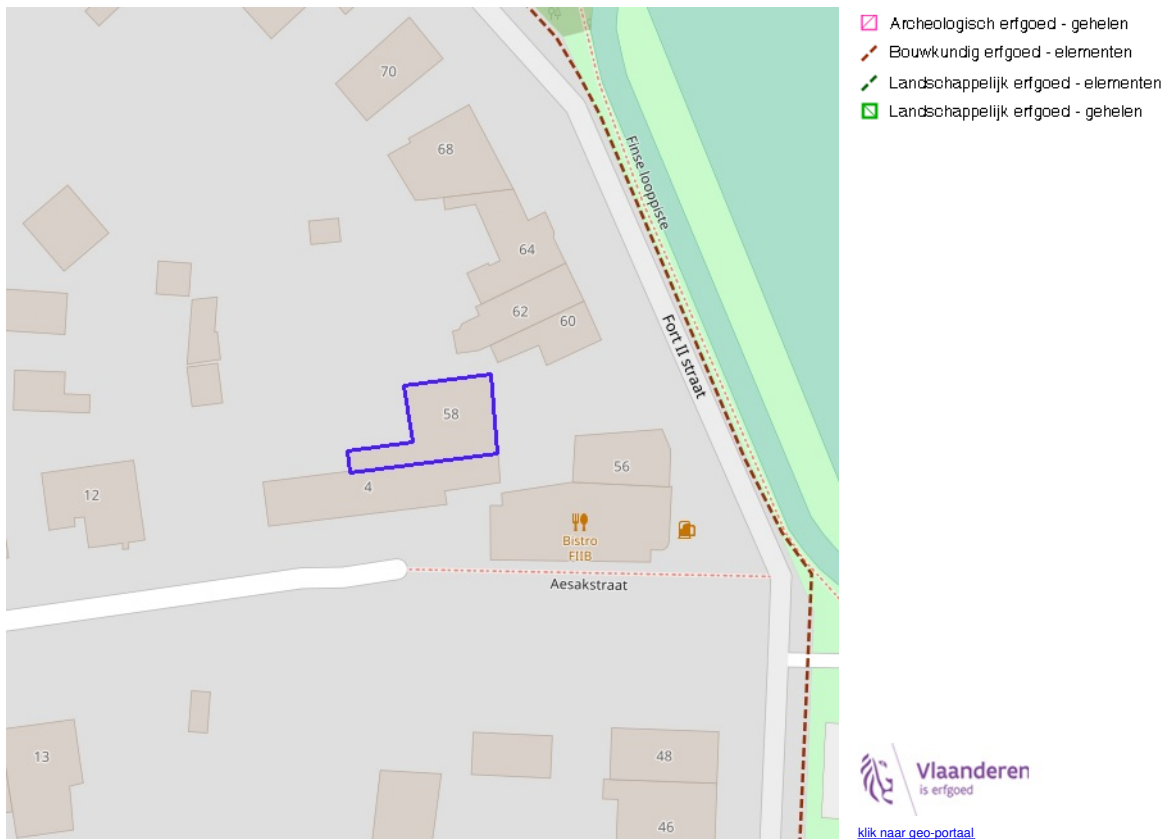 Archeologisch erfgoed - gehelen
Bouwkundig erfgoed - elementen
Landschappelijk erfgoed - elementen
Landschappelijk erfgoed - gehelen
70
68
Finse looppiste
64
62
60
Fort II straat
58
56
4
12
Bistro
FIIB
Aesakstraat
13
48
46
Vlaanderen
is erfgoed
klik naar geo-portaal